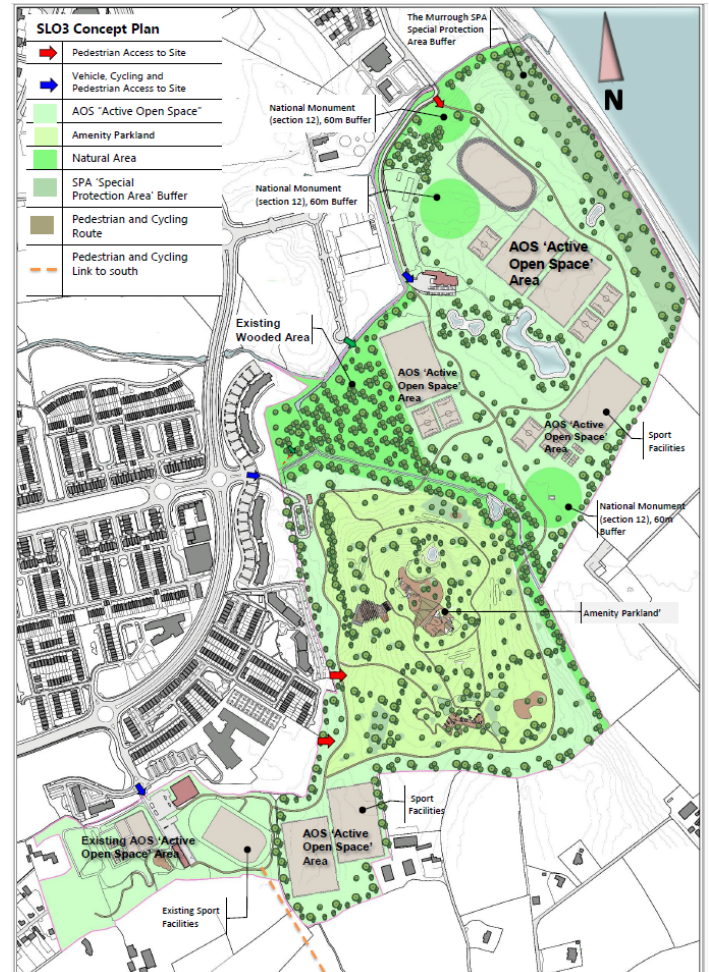 SLO3 Concept Plan
Pedestrian Access to Site
Vehicle, Cycling and
Pedestrian Access to Site
AOS "Active Open Space"
Amenity Parkland
Natural Area
SPA 'Special
Protection Area' Buffer
Pedestrian and Cycling
Route
Pedestrian and Cycling
Link to south
The Murrough SPA
Special Protection
Area Buffer
N
National Monument
(section 12), 60m Buffer
National Monument
(section 12), 60m Buffer
AOS 'Active
Open Space'
Area
Existing
Wooded Area
AOS 'Active
Open Space'
Area
AOS 'Active
Open Space'
Area
Sport
Facilities
National Monument
(section 12), 60m
Buffer
Amenity Parkland'
Sport
Facilities
AOS 'Active
Open Space'
Area
Existing AOS 'Active
Open Space' Area
Existing Sport
Facilities